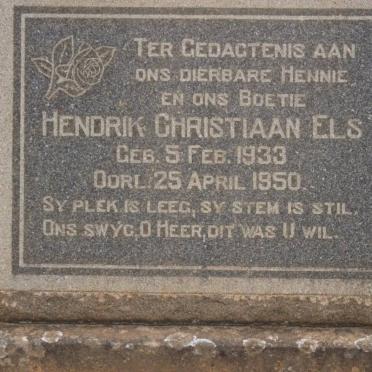 TER GEDAGTENIS AAN
ONS DIERBARE HENNIE
EN ONS BOETIE
HENDRIK CHRISTIAAN ELS
GEB. 5 FEB. 1933
OORL. 25 APRIL 1950
SY PLEK IS LEEG, SY STEM IS STIL.
ONS SWYG, O HEER, DIT WAS U WIL.